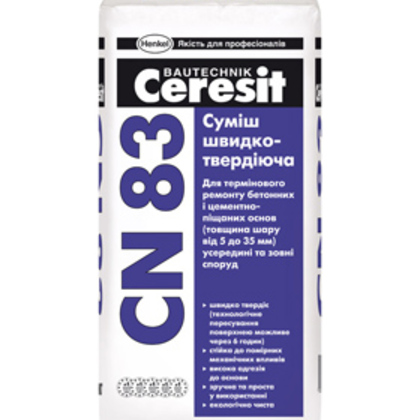 Henkel
Якість для професіоналів
BAUTECHNIK
Ceresit
CN 83
Суміш
швидко-
твердіюча
Для термінового
ремонту бетонних
і цементно-
піщаних основ
(товщина шару
від 5 до 35 мм)
усередині та зовні
споруд
швидко твердіє
(технологічне
пересування
поверхнею можливе
через 6 годин)
стійка до помірних
механічних впливів
висока адгезія
до основи
зручна та проста
у використанні
екологічно чиста